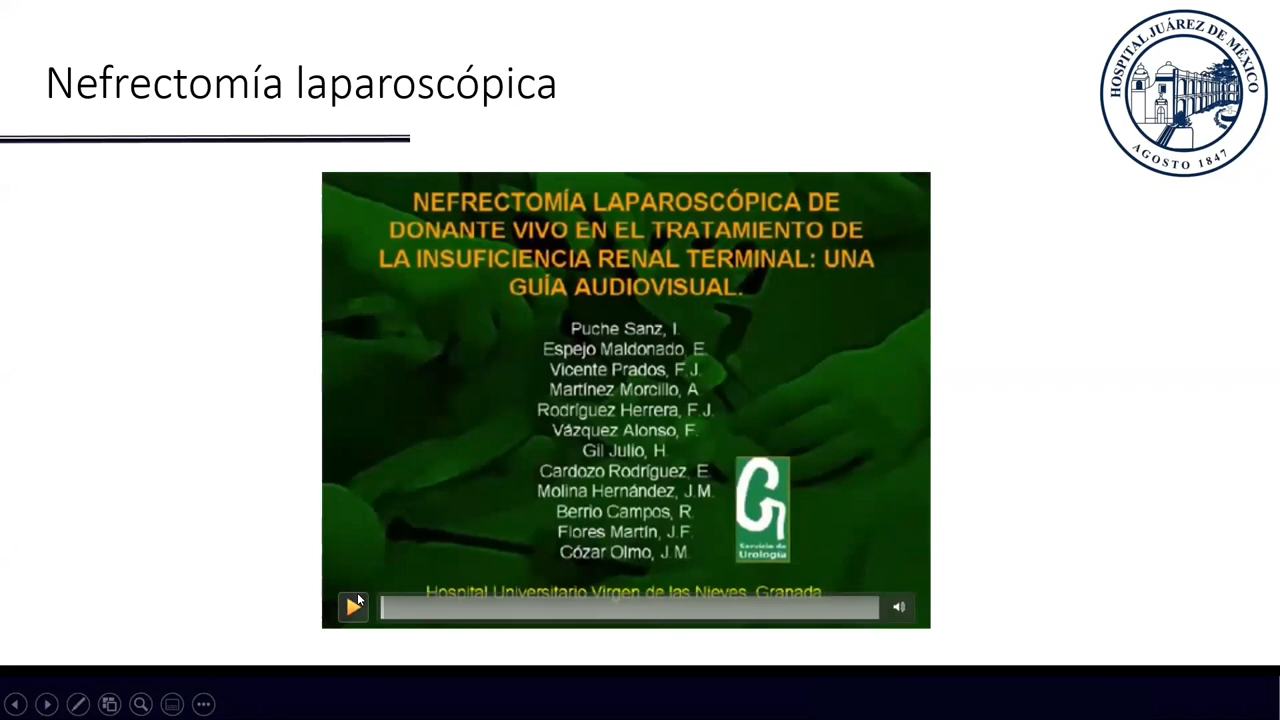 Nefrectomía laparoscópica
HOSPITAL JUÁREZ DE MÉXICO
AGOSTO 1847
NEFRECTOMÍA LAPAROSCÓPICA DE
DONANTE VIVO EN EL TRATAMIENTO DE
LA INSUFICIENCIA RENAL TERMINAL: UNA
GUÍA AUDIOVISUAL.
Puche Sanz, I.
Espejo Maldonado, E.
Vicente Prados, F.J.
Martínez Morcillo, A.
Rodríguez Herrera, F.J.
Vázquez Alonso, F.
Gil Julio, H.
Cardozo Rodríguez, E.
Molina Hernández, J.M.
Berrio Campos, R.
Flores Martín, J.F.
Cózar Olmo, J.M.
Servicio de
Urología
Hospital Universitario Virgen de las Nieves. Granada